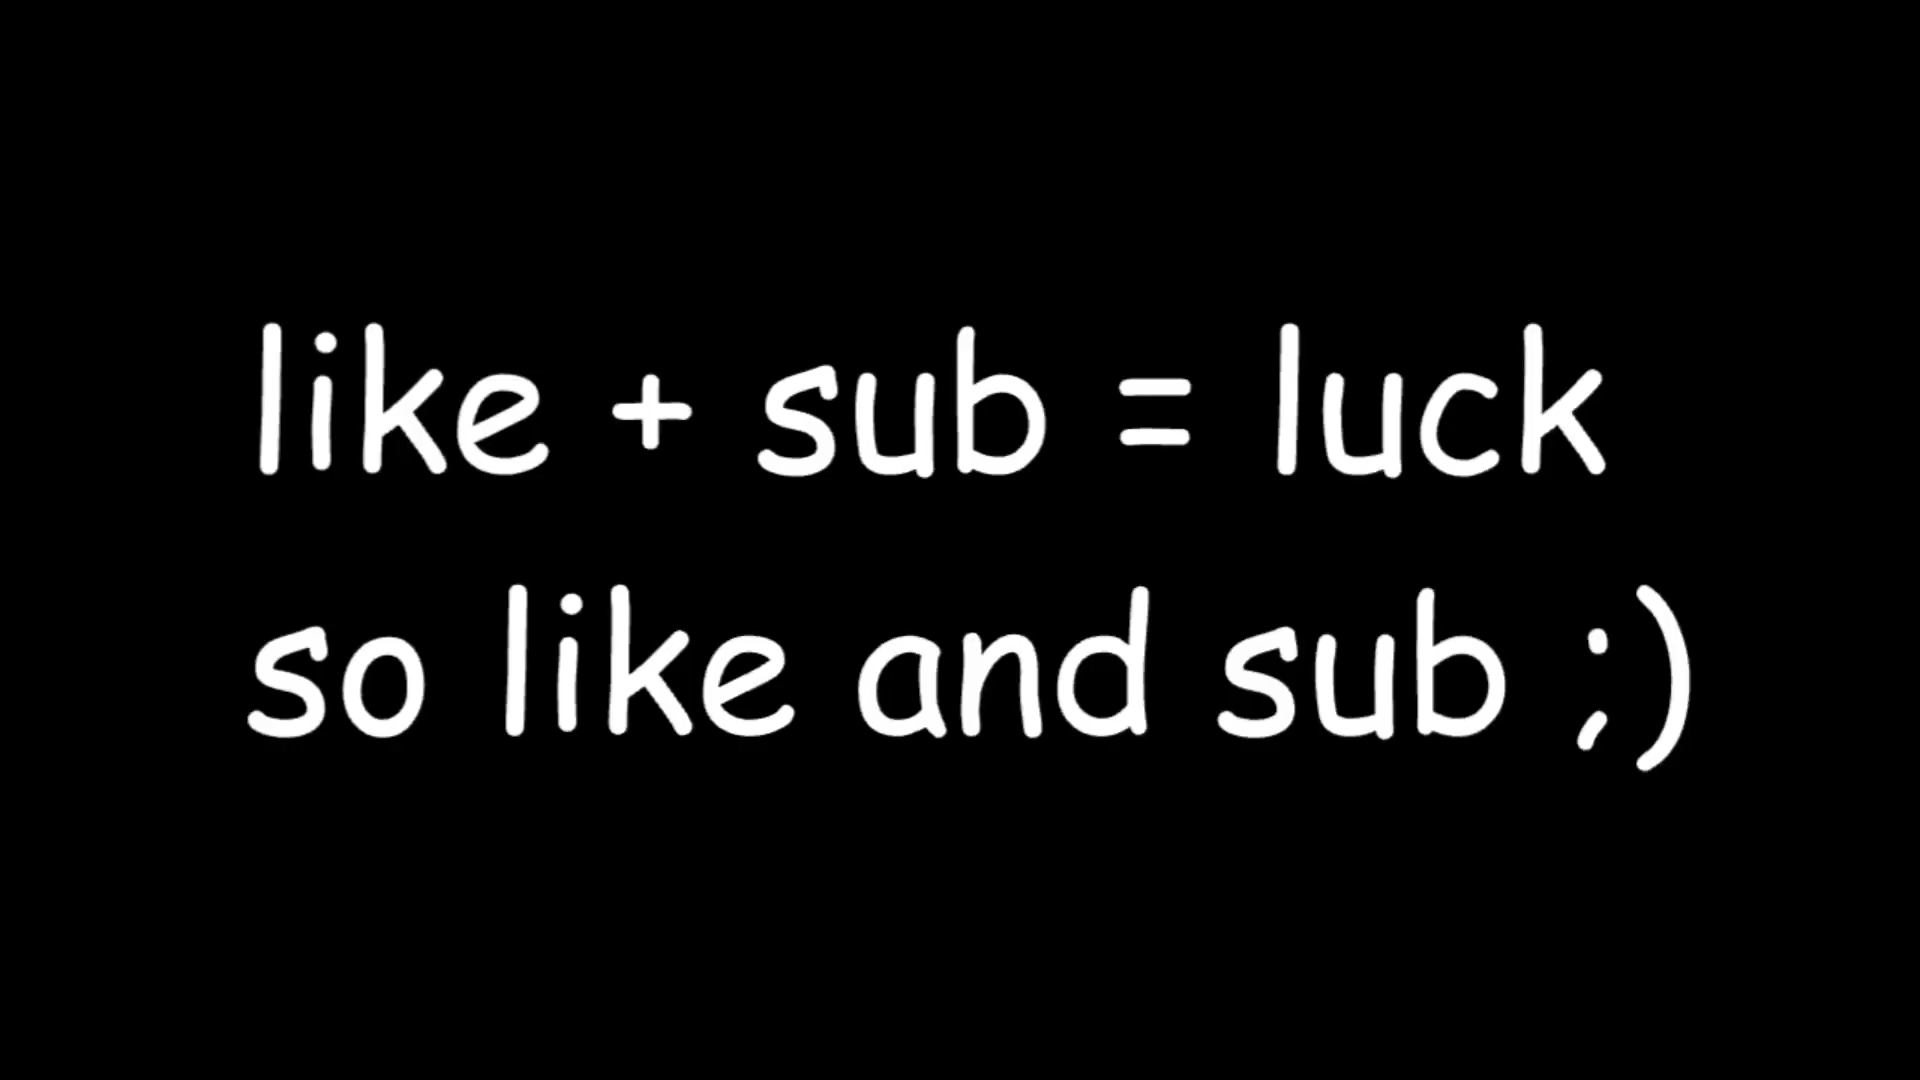 like + sub = luck
so like and sub ;)